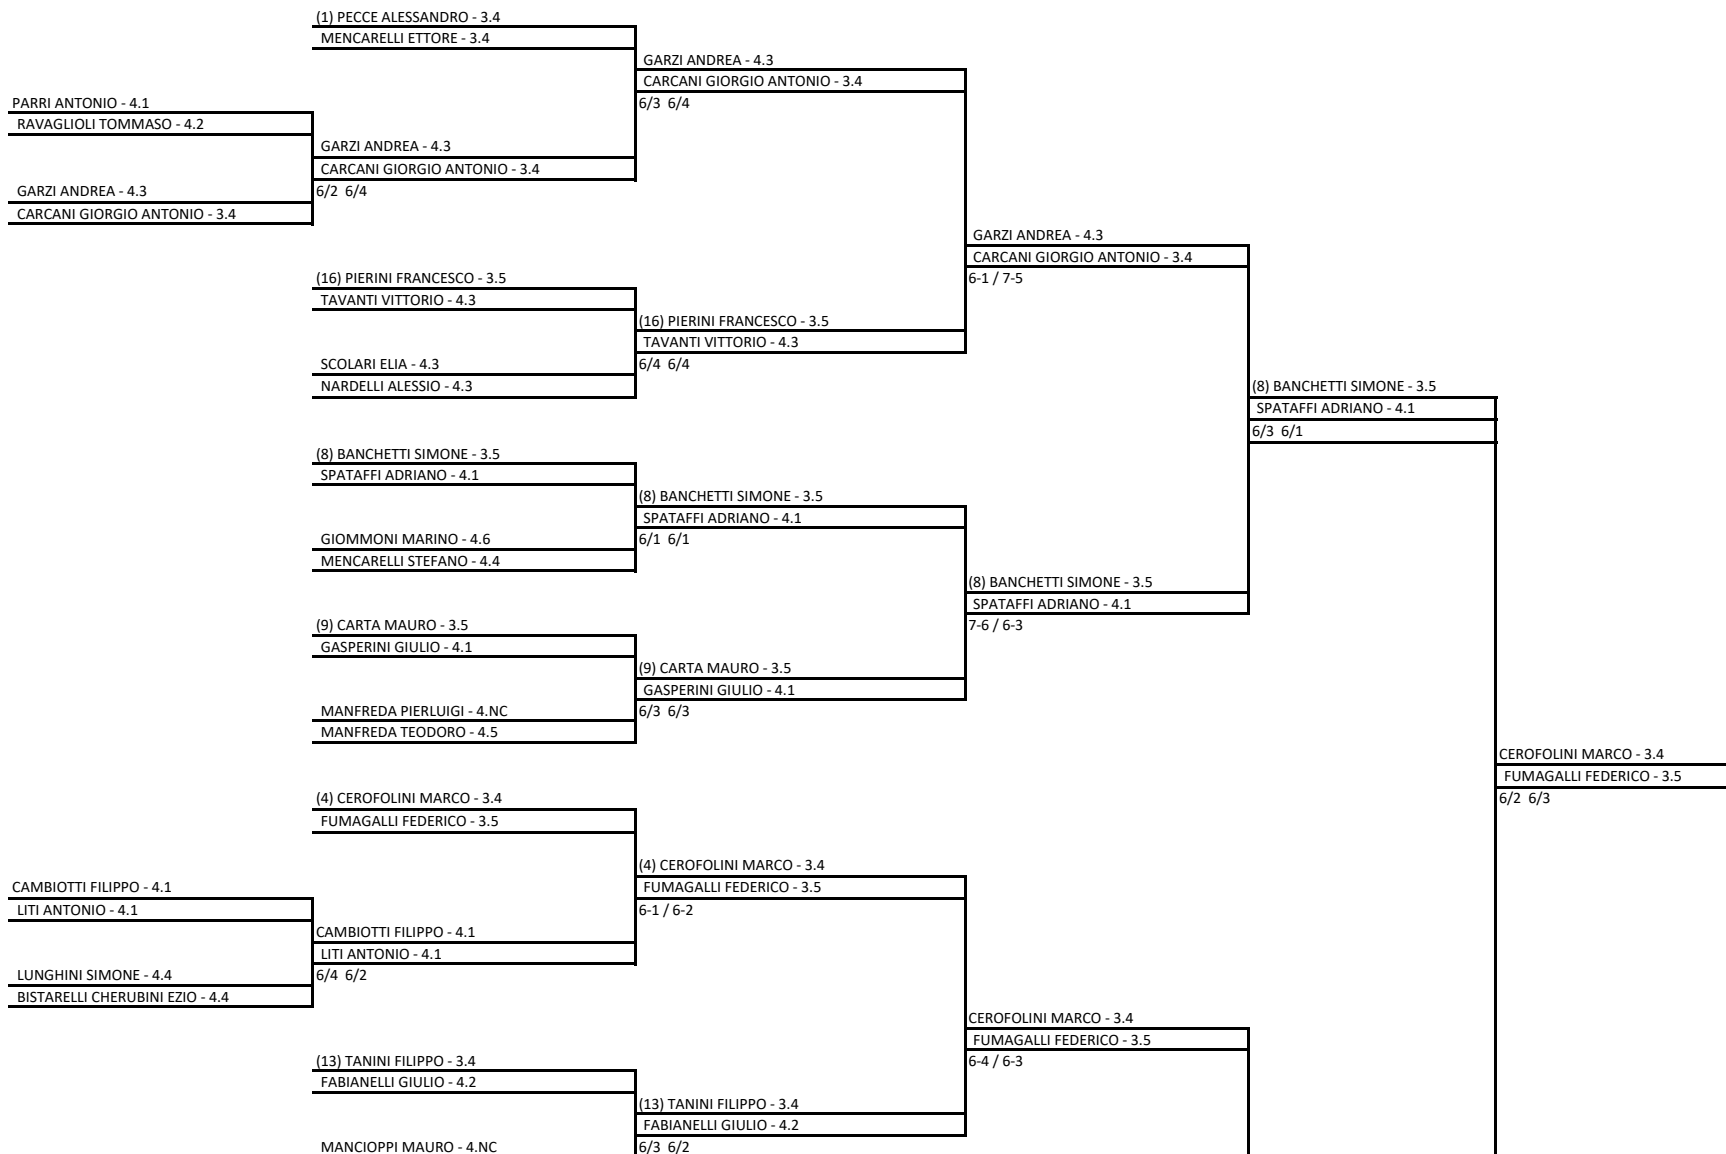 (1) PECCE ALESSANDRO - 3.4
MENCARELLI ETTORE - 3.4
GARZI ANDREA - 4.3
CARCANI GIORGIO ANTONIO - 3.4
6/3 6/4
PARRI ANTONIO - 4.1
RAVAGLIOLI TOMMASO - 4.2
GARZI ANDREA - 4.3
CARCANI GIORGIO ANTONIO - 3.4
6/2 6/4
GARZI ANDREA - 4.3
CARCANI GIORGIO ANTONIO - 3.4
GARZI ANDREA - 4.3
CARCANI GIORGIO ANTONIO - 3.4
6-1 / 7-5
(16) PIERINI FRANCESCO - 3.5
TAVANTI VITTORIO - 4.3
(16) PIERINI FRANCESCO - 3.5
TAVANTI VITTORIO - 4.3
6/4 6/4
SCOLARI ELIA - 4.3
NARDELLI ALESSIO - 4.3
(8) BANCHETTI SIMONE - 3.5
SPATAFFI ADRIANO - 4.1
6/3 6/1
(8) BANCHETTI SIMONE - 3.5
SPATAFFI ADRIANO - 4.1
(8) BANCHETTI SIMONE - 3.5
SPATAFFI ADRIANO - 4.1
6/1 6/1
GIOMMONI MARINO - 4.6
MENCARELLI STEFANO - 4.4
(8) BANCHETTI SIMONE - 3.5
SPATAFFI ADRIANO - 4.1
7-6 / 6-3
(9) CARTA MAURO - 3.5
GASPERINI GIULIO - 4.1
(9) CARTA MAURO - 3.5
GASPERINI GIULIO - 4.1
6/3 6/3
MANFREDA PIERLUIGI - 4.NC
MANFREDA TEODORO - 4.5
CEROFOLINI MARCO - 3.4
FUMAGALLI FEDERICO - 3.5
6/2 6/3
(4) CEROFOLINI MARCO - 3.4
FUMAGALLI FEDERICO - 3.5
(4) CEROFOLINI MARCO - 3.4
FUMAGALLI FEDERICO - 3.5
6-1 / 6-2
CAMBIOTTI FILIPPO - 4.1
LITI ANTONIO - 4.1
CAMBIOTTI FILIPPO - 4.1
LITI ANTONIO - 4.1
6/4 6/2
LUNGHINI SIMONE - 4.4
BISTARELLI CHERUBINI EZIO - 4.4
CEROFOLINI MARCO - 3.4
FUMAGALLI FEDERICO - 3.5
6-4 / 6-3
(13) TANINI FILIPPO - 3.4
FABIANELLI GIULIO - 4.2
(13) TANINI FILIPPO - 3.4
FABIANELLI GIULIO - 4.2
6/3 6/2
MANCIOPPI MAURO - 4.NC